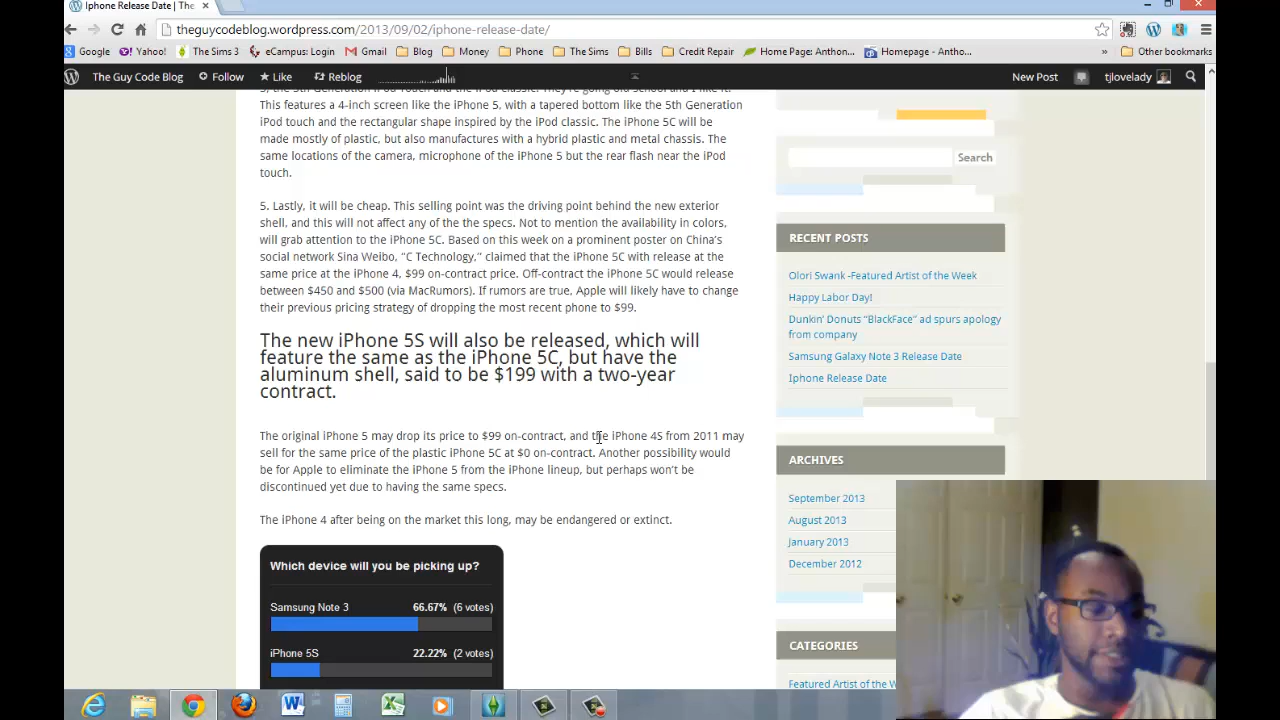 Iphone Release Date | The
theguycodeblog.wordpress.com/2013/09/02/iphone-release-date/
Google Yahoo! The Sims 3 eCampus: Login Gmail Blog Money Phone The Sims Bills Credit Repair Home Page- Antho... Homepage - Antho... » Other bookmarks
The Guy Code Blog Follow Like Reblog New Post tjlovelady
This features a 4-inch screen like the iPhone 5, with a tapered bottom like the 5th Generation
iPod touch and the rectangular shape inspired by the iPod classic. The iPhone 5C will be
made mostly of plastic, but also manufactures with a hybrid plastic and metal chassis. The
same locations of the camera, microphone of the iPhone 5 but the rear flash near the iPod
touch.
5. Lastly, it will be cheap. This selling point was the driving point behind the new exterior
shell, and this will not affect any of the the specs. Not to mention the availability in colors,
will grab attention to the iPhone 5C. Based on this week on a prominent poster on China’s
social network Sina Weibo, “C Technology,” claimed that the iPhone 5C with release at the
same price at the iPhone 4, $99 on-contract price. Off-contract the iPhone 5C would release
between $450 and $500 (via MacRumors). If rumors are true, Apple will likely have to change
their previous pricing strategy of dropping the most recent phone to $99.
The new iPhone 5S will also be released, which will
feature the same as the iPhone 5C, but have the
aluminum shell, said to be $199 with a two-year
contract.
The original iPhone 5 may drop its price to $99 on-contract, and the iPhone 4S from 2011 may
sell for the same price of the plastic iPhone 5C at $0 on-contract. Another possibility would
be for Apple to eliminate the iPhone 5 from the iPhone lineup, but perhaps won’t be
discontinued yet due to having the same specs.
The iPhone 4 after being on the market this long, may be endangered or extinct.
Which device will you be picking up?
Samsung Note 3 66.67% (6 votes)
iPhone 5S 22.22% (2 votes)
Search
RECENT POSTS
Olori Swank -Featured Artist of the Week
Happy Labor Day!
Dunkin’ Donuts “BlackFace” ad spurs apology
from company
Samsung Galaxy Note 3 Release Date
Iphone Release Date
ARCHIVES
September 2013
August 2013
January 2013
December 2012
CATEGORIES
Featured Artist of the W